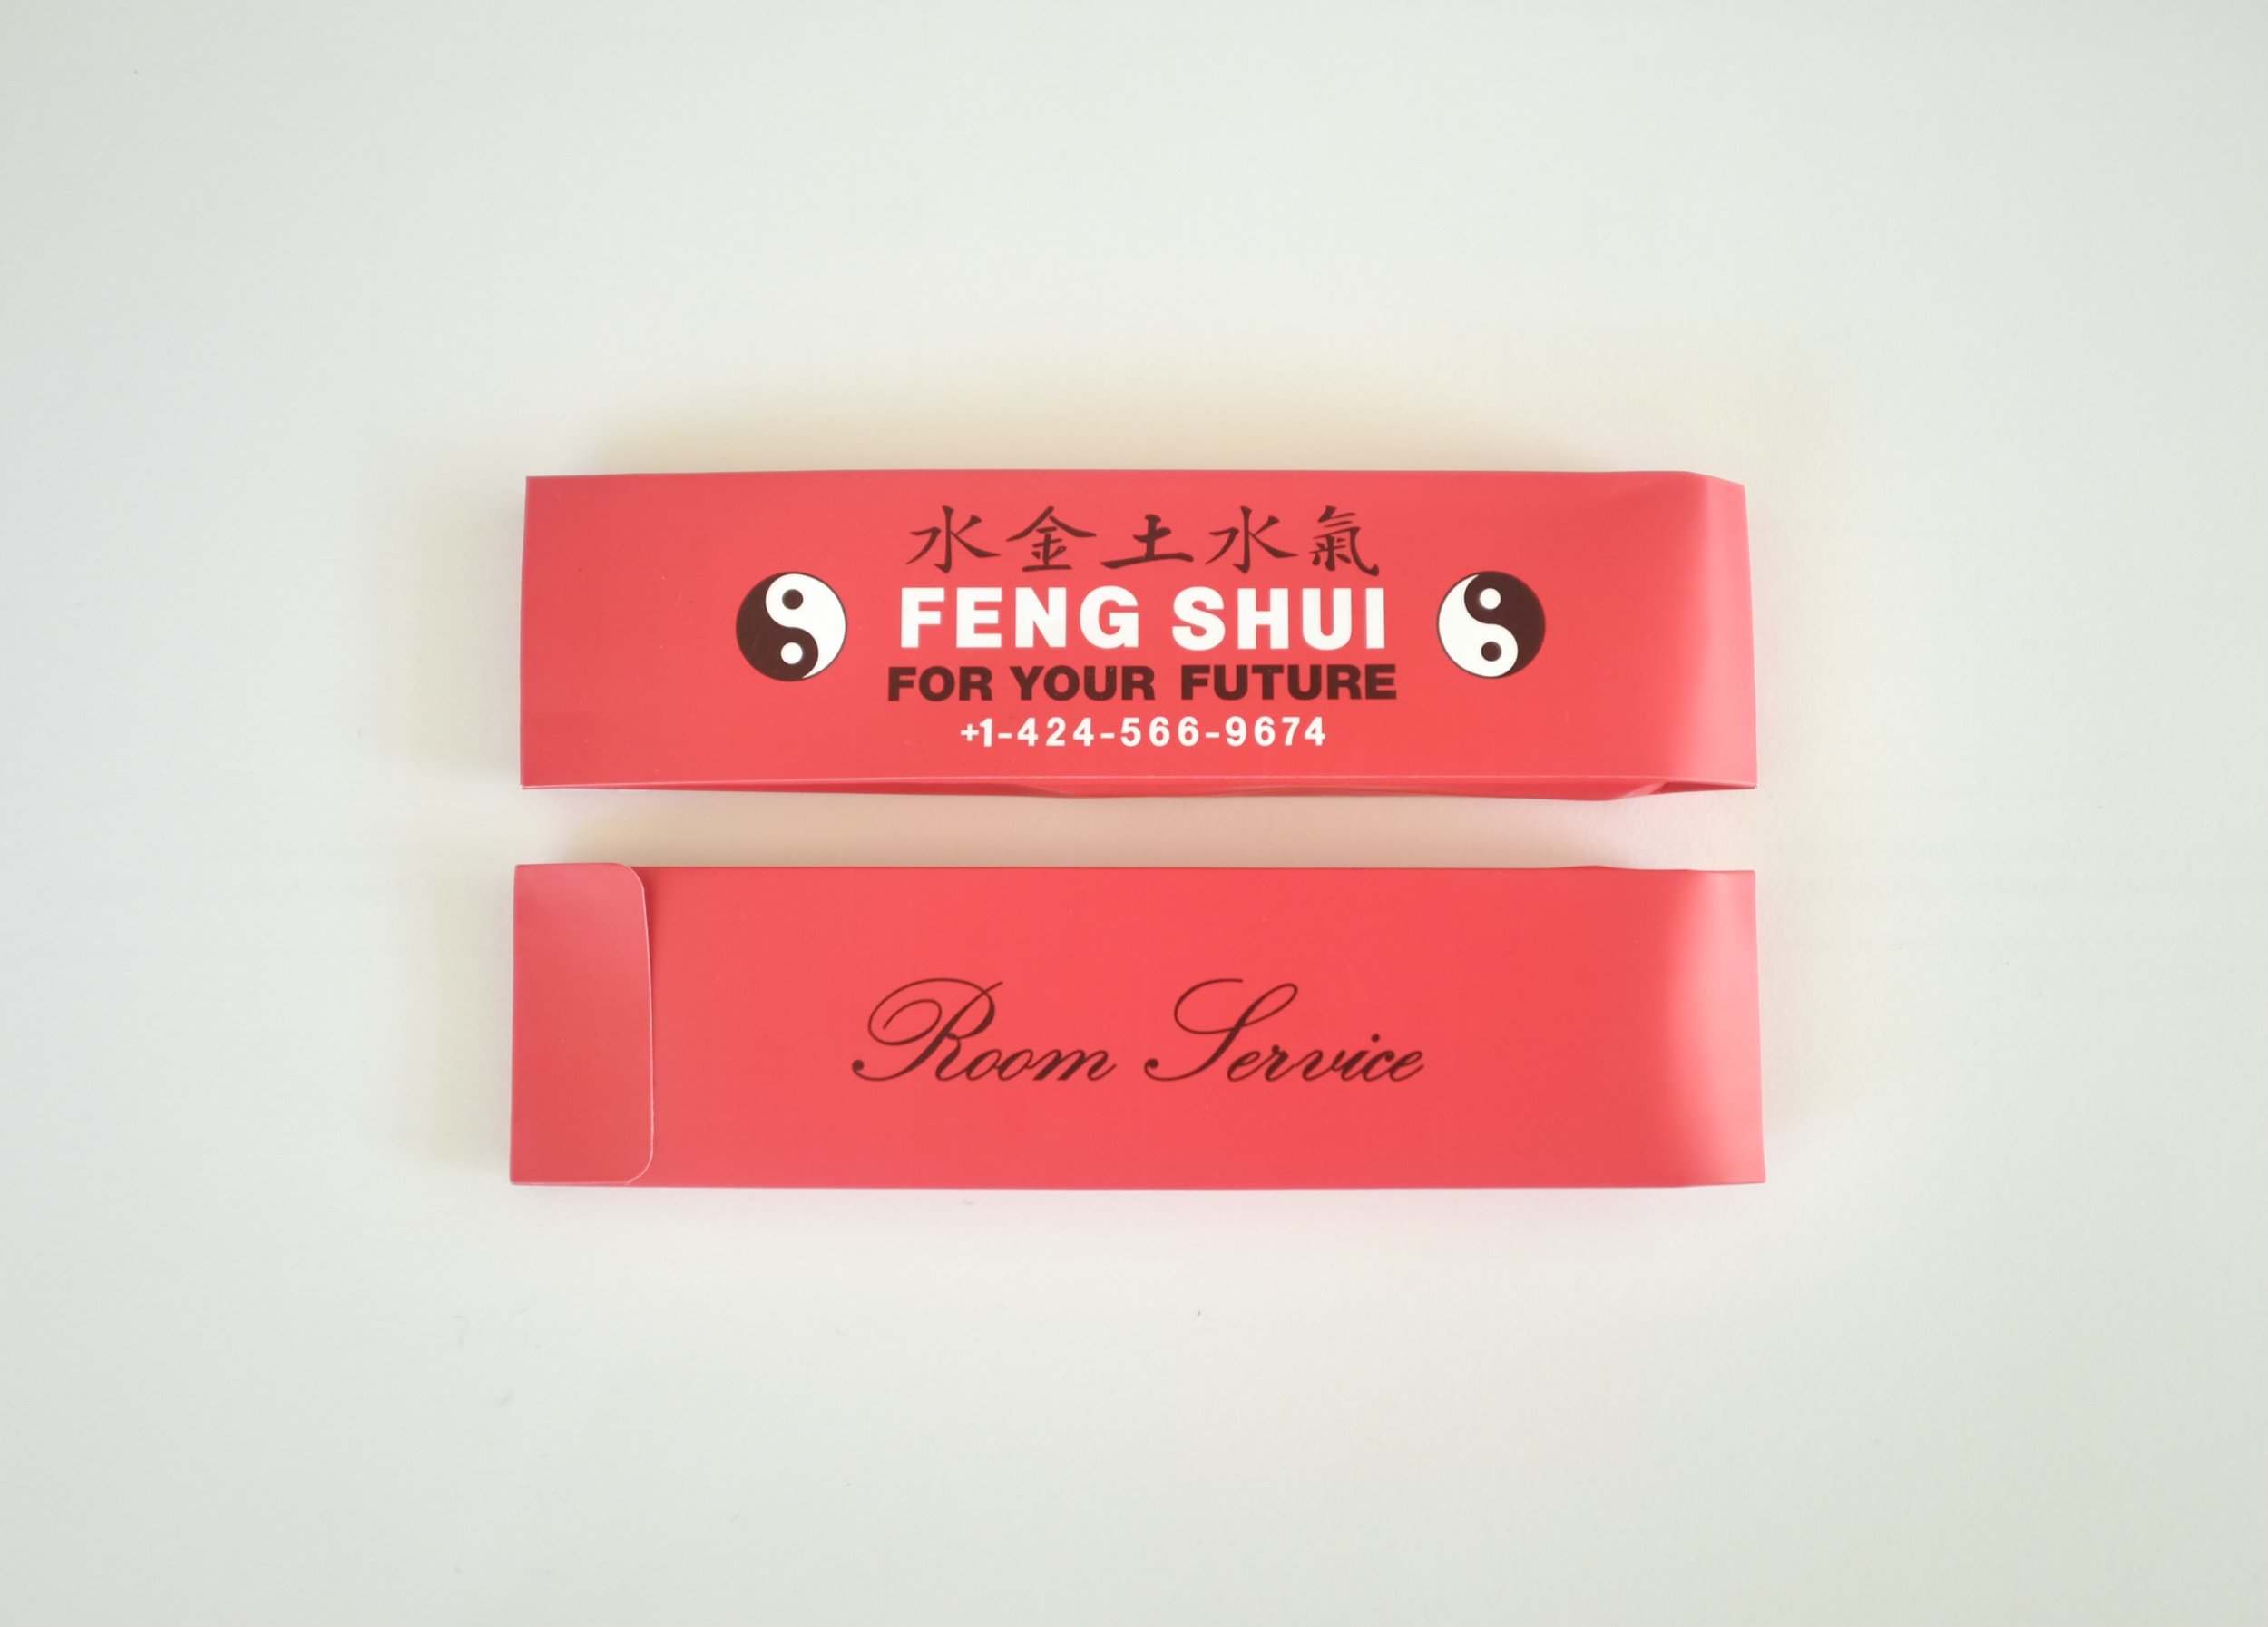 水金土水氣
FENG SHUI
FOR YOUR FUTURE
+1-424-566-9674
Room Service